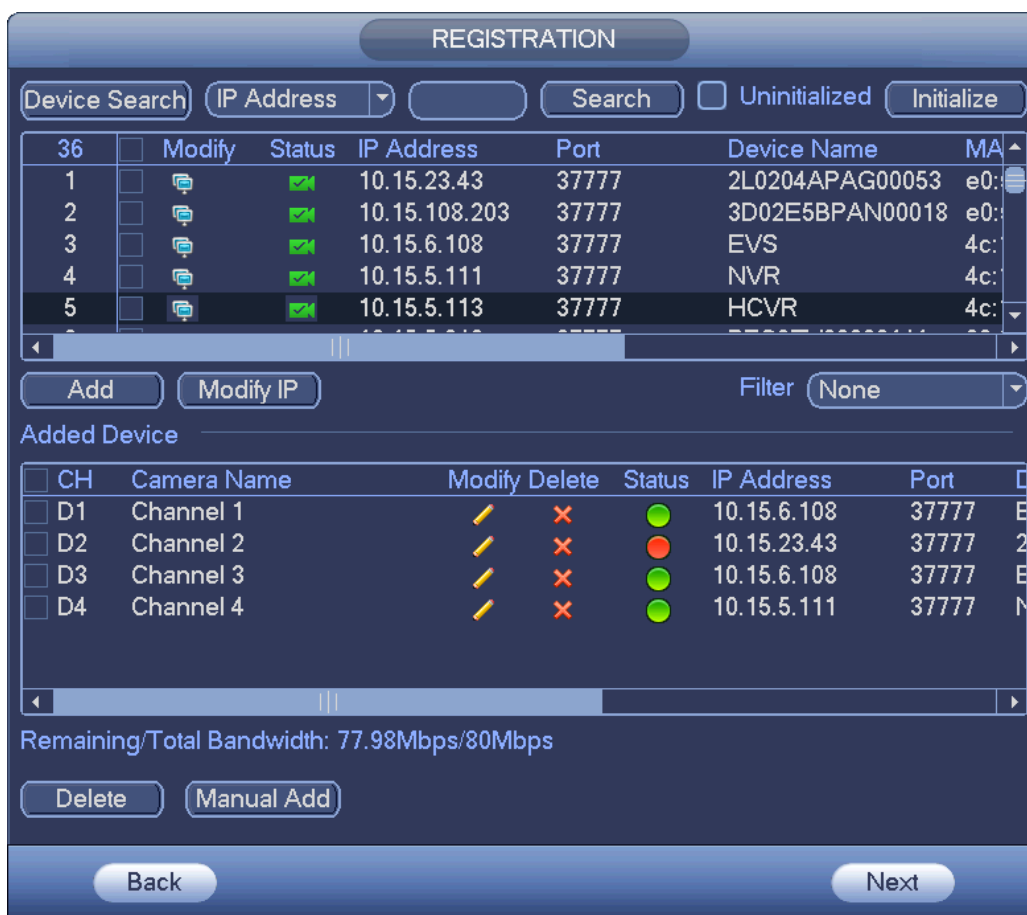 REGISTRATION
Device Search IP Address Search Uninitialized Initialize
36 Modify Status IP Address Port Device Name MA
1 10.15.23.43 37777 2L0204APAG00053 e0:
2 10.15.108.203 37777 3D02E5BPAN00018 e0:
3 10.15.6.108 37777 EVS 4c:
4 10.15.5.111 37777 NVR 4c:
5 10.15.5.113 37777 HCVR 4c:
Add Modify IP Filter None
Added Device
CH Camera Name Modify Delete Status IP Address Port
D1 Channel 1 10.15.6.108 37777 E
D2 Channel 2 10.15.23.43 37777 2
D3 Channel 3 10.15.6.108 37777 E
D4 Channel 4 10.15.5.111 37777 N
Remaining/Total Bandwidth: 77.98Mbps/80Mbps
Delete Manual Add
Back Next